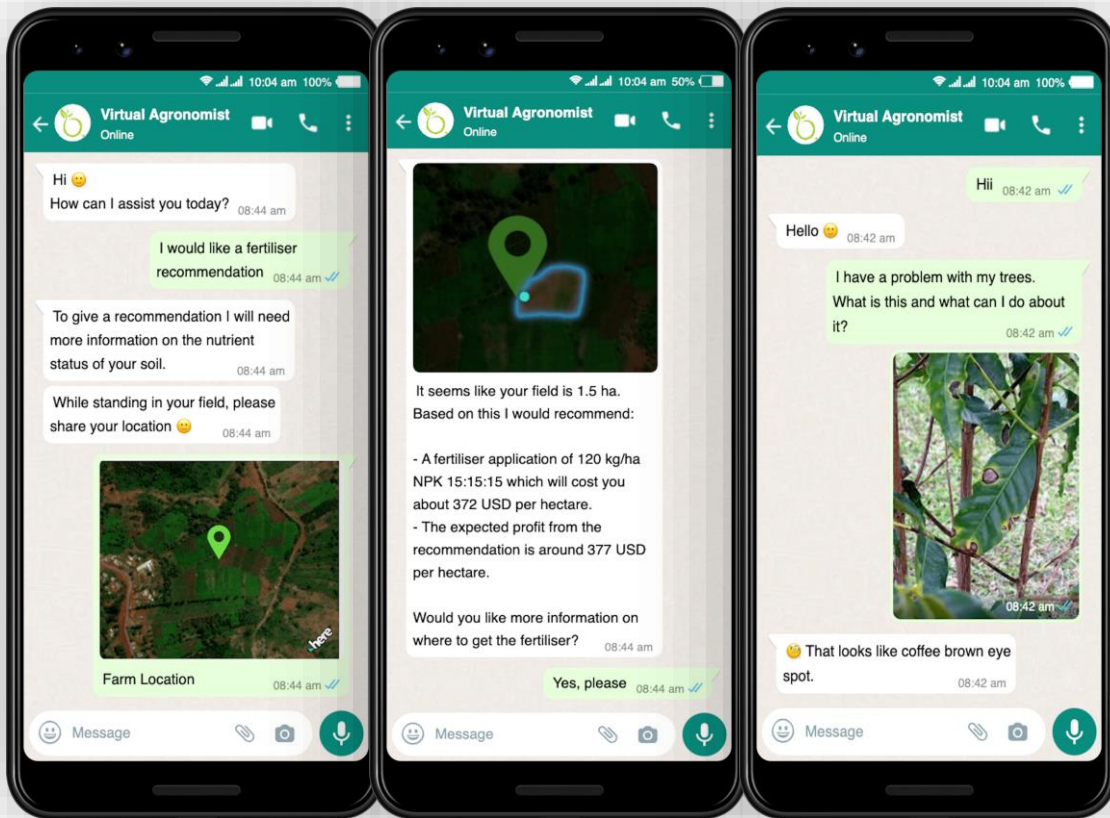 10:04 am 100%
Virtual Agronomist
Online
Hi 🙂
How can I assist you today? 08:44 am
I would like a fertiliser
recommendation 08:44 am
To give a recommendation I will need
more information on the nutrient
status of your soil. 08:44 am
While standing in your field, please
share your location 🙂 08:44 am
here
Farm Location 08:44 am
Message
10:04 am 50%
Virtual Agronomist
Online
It seems like your field is 1.5 ha.
Based on this I would recommend:
- A fertiliser application of 120 kg/ha
NPK 15:15:15 which will cost you
about 372 USD per hectare.
- The expected profit from the
recommendation is around 377 USD
per hectare.
Would you like more information on
where to get the fertiliser? 08:44 am
Yes, please 08:44 am
Message
10:04 am 100%
Virtual Agronomist
Online
Hii 08:42 am
Hello 🙂 08:42 am
I have a problem with my trees.
What is this and what can I do about
it? 08:42 am
08:42 am
🧐 That looks like coffee brown eye
spot. 08:42 am
Message